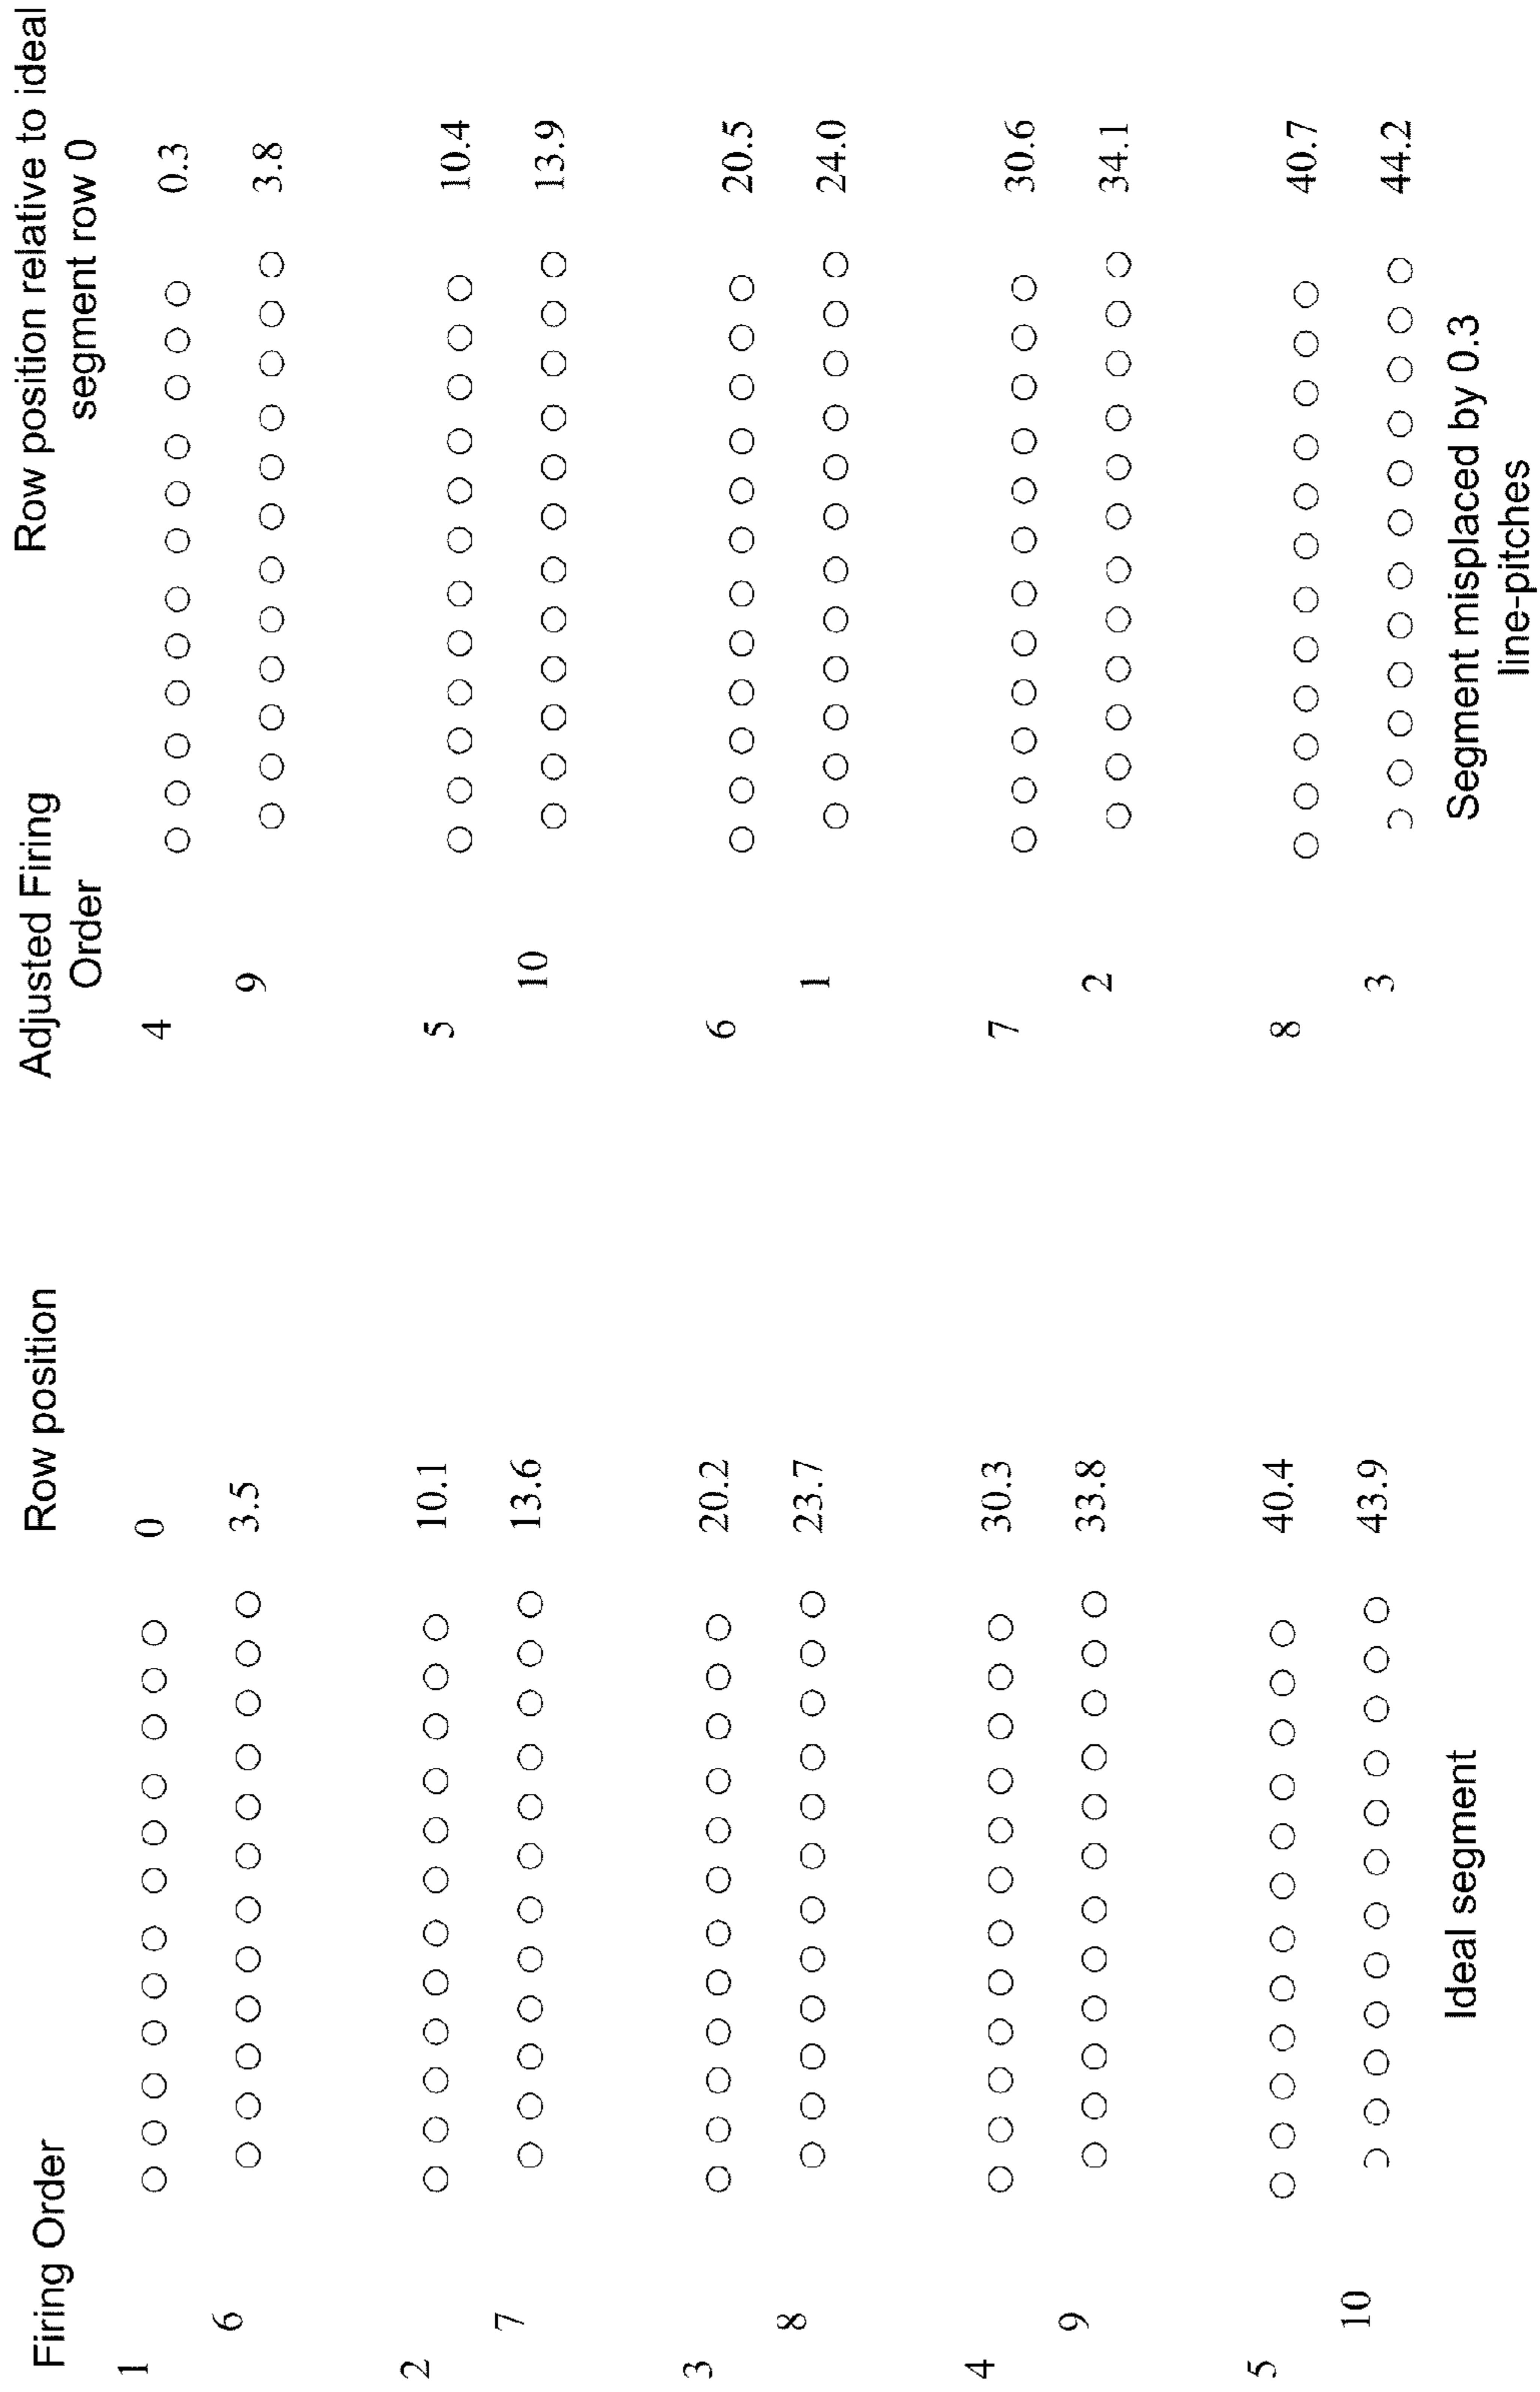 Firing Order
Row position
Adjusted Firing
Order
Row position relative to ideal
segment row 0
1 0 4 0.3
6 3.5 9 3.8
2 10.1 5 10.4
7 13.6 10 13.9
3 20.2 6 20.5
8 23.7 1 24.0
4 30.3 7 30.6
9 33.8 2 34.1
5 40.4 8 40.7
10 43.9 3 44.2
Ideal segment
Segment misplaced by 0.3
line-pitches